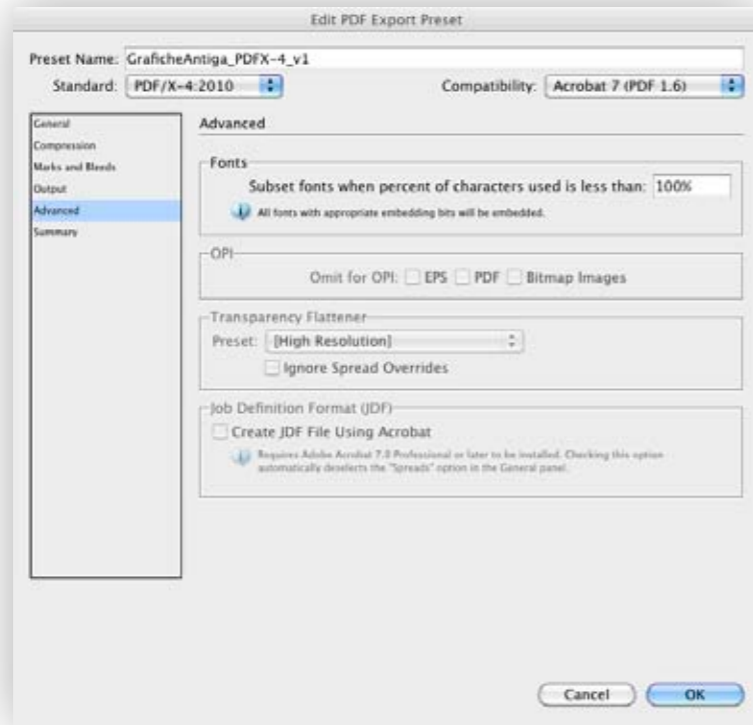 Edit PDF Export Preset
Preset Name: GraficheAntiga_PDFX-4_v1
Standard: PDF/X-4:2010 Compatibility: Acrobat 7 (PDF 1.6)
General
Compression
Marks and Bleeds
Output
Advanced
Summary
Advanced
Fonts
Subset fonts when percent of characters used is less than: 100%
All fonts with appropriate embedding bits will be embedded.
OPI
Omit for OPI: EPS PDF Bitmap Images
Transparency Flattener
Preset: [High Resolution]
Ignore Spread Overrides
Job Definition Format (JDF)
Create JDF File Using Acrobat
Requires Adobe Acrobat 7.0 Professional or later to be installed. Checking this option
automatically deselects the "Spreads" option in the General panel.
Cancel OK